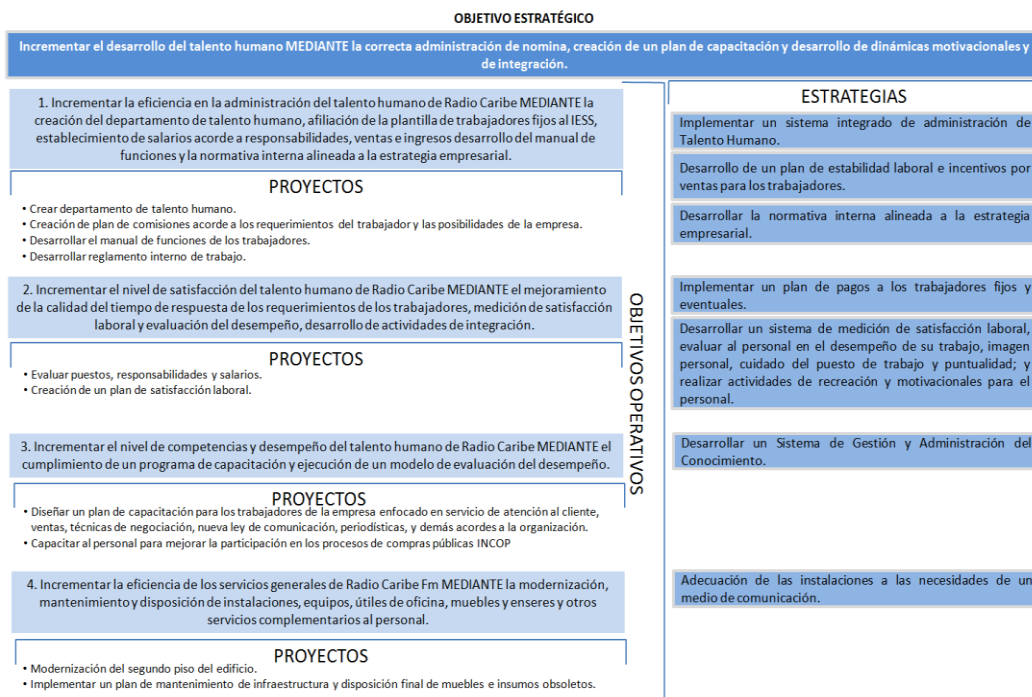 OBJETIVO ESTRATÉGICO
Incrementar el desarrollo del talento humano MEDIANTE la correcta administración de nomina, creación de un plan de capacitación y desarrollo de dinámicas motivacionales y
de integración.
1. Incrementar la eficiencia en la administración del talento humano de Radio Caribe MEDIANTE la
creación del departamento de talento humano, afiliación de la plantilla de trabajadores fijos al IESS,
establecimiento de salarios acorde a responsabilidades, ventas e ingresos desarrollo del manual de
funciones y la normativa interna alineada a la estrategia empresarial.
PROYECTOS
• Crear departamento de talento humano.
• Creación de plan de comisiones acorde a los requerimientos del trabajador y las posibilidades de la empresa.
• Desarrollar el manual de funciones de los trabajadores.
• Desarrollar reglamento interno de trabajo.
2. Incrementar el nivel de satisfacción del talento humano de Radio Caribe MEDIANTE el mejoramiento
de la calidad del tiempo de respuesta de los requerimientos de los trabajadores, medición de satisfacción
laboral y evaluación del desempeño, desarrollo de actividades de integración.
PROYECTOS
• Evaluar puestos, responsabilidades y salarios.
• Creación de un plan de satisfacción laboral.
3. Incrementar el nivel de competencias y desempeño del talento humano de Radio Caribe MEDIANTE el
cumplimiento de un programa de capacitación y ejecución de un modelo de evaluación del desempeño.
PROYECTOS
• Diseñar un plan de capacitación para los trabajadores de la empresa enfocado en servicio de atención al cliente,
ventas, técnicas de negociación, nueva ley de comunicación, periodísticas, y demás acordes a la organización.
• Capacitar al personal para mejorar la participación en los procesos de compras públicas INCOP
4. Incrementar la eficiencia de los servicios generales de Radio Caribe Fm MEDIANTE la modernización,
mantenimiento y disposición de instalaciones, equipos, útiles de oficina, muebles y enseres y otros
servicios complementarios al personal.
PROYECTOS
• Modernización del segundo piso del edificio.
• Implementar un plan de mantenimiento de infraestructura y disposición final de muebles e insumos obsoletos.
OBJETIVOS OPERATIVOS
ESTRATEGIAS
Implementar un sistema integrado de administración de
Talento Humano.
Desarrollo de un plan de estabilidad laboral e incentivos por
ventas para los trabajadores.
Desarrollar la normativa interna alineada a la estrategia
empresarial.
Implementar un plan de pagos a los trabajadores fijos y
eventuales.
Desarrollar un sistema de medición de satisfacción laboral,
evaluar al personal en el desempeño de su trabajo, imagen
personal, cuidado del puesto de trabajo y puntualidad; y
realizar actividades de recreación y motivacionales para el
personal.
Desarrollar un Sistema de Gestión y Administración del
Conocimiento.
Adecuación de las instalaciones a las necesidades de un
medio de comunicación.